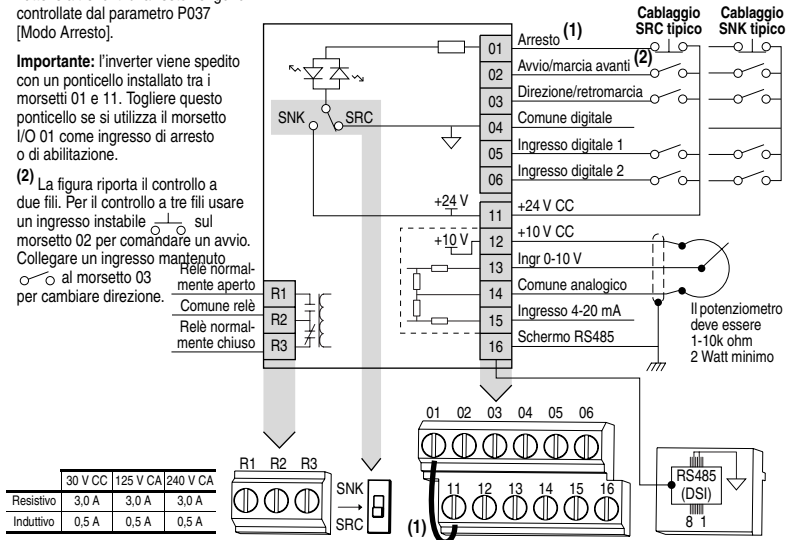 controllate dal parametro P037
[Modo Arresto].
Importante: l'inverter viene spedito
con un ponticello installato tra i
morsetti 01 e 11. Togliere questo
ponticello se si utilizza il morsetto
I/O 01 come ingresso di arresto
o di abilitazione.
(2) La figura riporta il controllo a
due fili. Per il controllo a tre fili usare
un ingresso instabile sul
morsetto 02 per comandare un avvio.
Collegare un ingresso mantenuto
al morsetto 03
per cambiare direzione.
Relè normal-
mente aperto
Comune relè
Relè normal-
mente chiuso
R1
R2
R3
SNK
SRC
+24 V
+10 V
01 Arresto (1)
02 Avvio/marcia avanti (2)
03 Direzione/retromarcia
04 Comune digitale
05 Ingresso digitale 1
06 Ingresso digitale 2
11 +24 V CC
12 +10 V CC
13 Ingr 0-10 V
14 Comune analogico
15 Ingresso 4-20 mA
16 Schermo RS485
Cablaggio
SRC tipico
Cablaggio
SNK tipico
Il potenziometro
deve essere
1-10k ohm
2 Watt minimo
30 V CC 125 V CA 240 V CA
Resistivo 3,0 A 3,0 A 3,0 A
Induttivo 0,5 A 0,5 A 0,5 A
R1 R2 R3
SNK
SRC
01 02 03 04 05 06
11 12 13 14 15 16
(1)
RS485
(DSI)
8 1